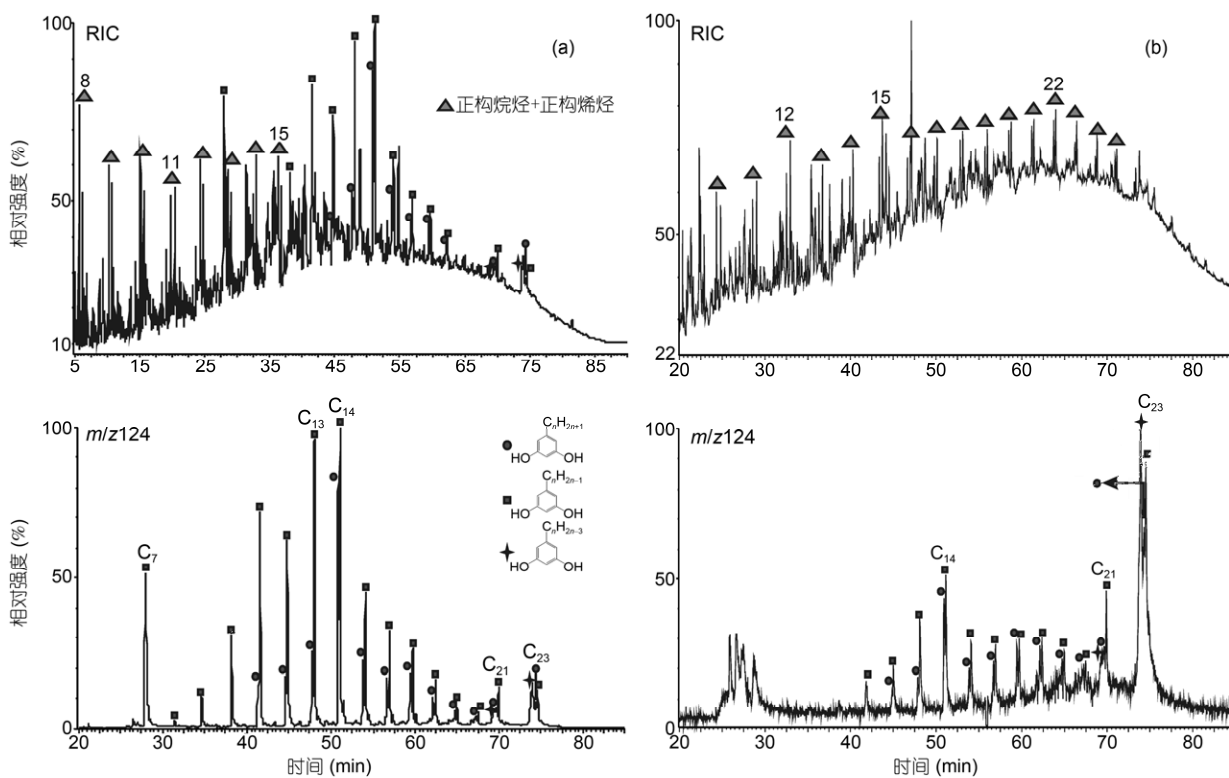 100
RIC
(a)
8
正构烷烃+正构烯烃
11
15
50
10
5 15 25 35 45 55 65 75 85
相对强度 (%)
100
RIC
(b)
12
15
22
50
22
20 30 40 50 60 70 80
100
m/z124
C₇
C₁₃
C₁₄
C₂₁
C₂₃
CₙH₂ₙ₊₁
HO OH
CₙH₂ₙ₋₁
HO OH
CₙH₂ₙ₋₃
HO OH
50
0
20 30 40 50 60 70 80
相对强度 (%)
时间 (min)
100
m/z124
C₁₄
C₂₁
C₂₃
50
0
20 30 40 50 60 70 80
时间 (min)